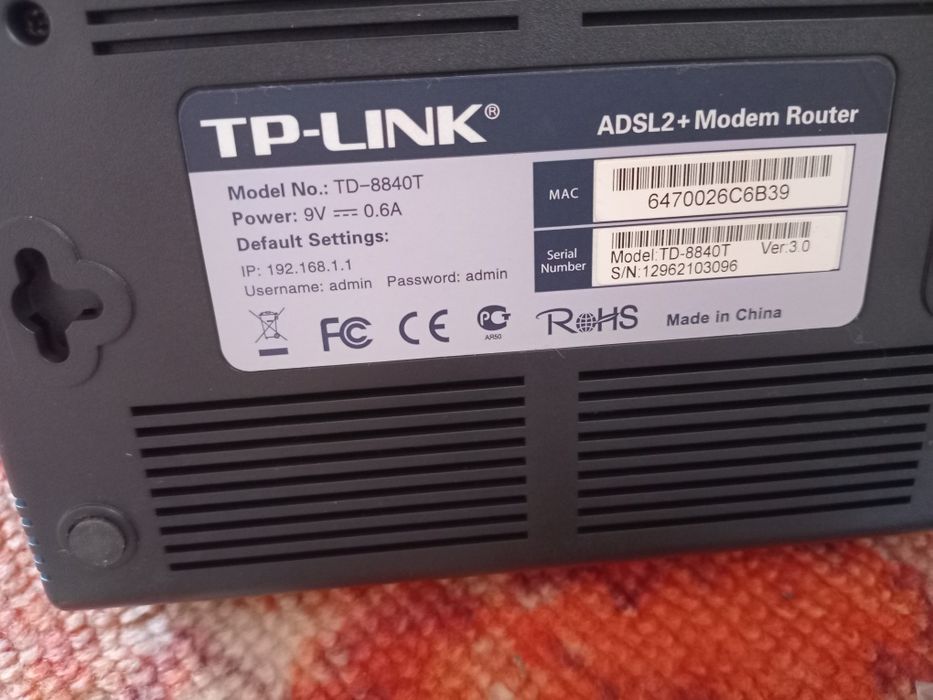 TP-LINK®
ADSL2+ Modem Router
Model No.: TD-8840T
Power: 9V ⎓ 0.6A
Default Settings:
IP: 192.168.1.1
Username: admin Password: admin
MAC
6470026C6B39
Serial Number
Model:TD-8840T Ver:3.0
S/N:12962103096
FC CE PCT AR50 RoHS Made in China